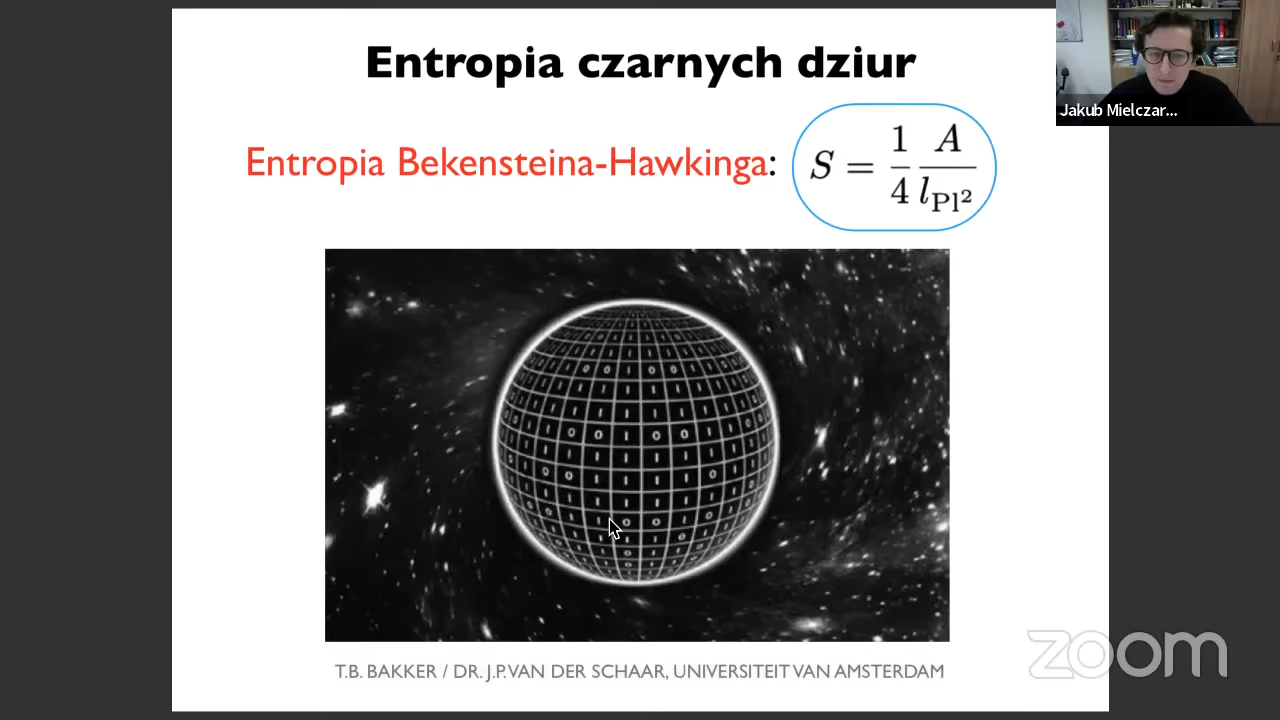 Entropia czarnych dziur
Jakub Mielczar...
Entropia Bekensteina-Hawkinga: S = 1/4 A/l_Pl²
T.B. BAKKER / DR. J.P. VAN DER SCHAAR, UNIVERSITEIT VAN AMSTERDAM
zoom